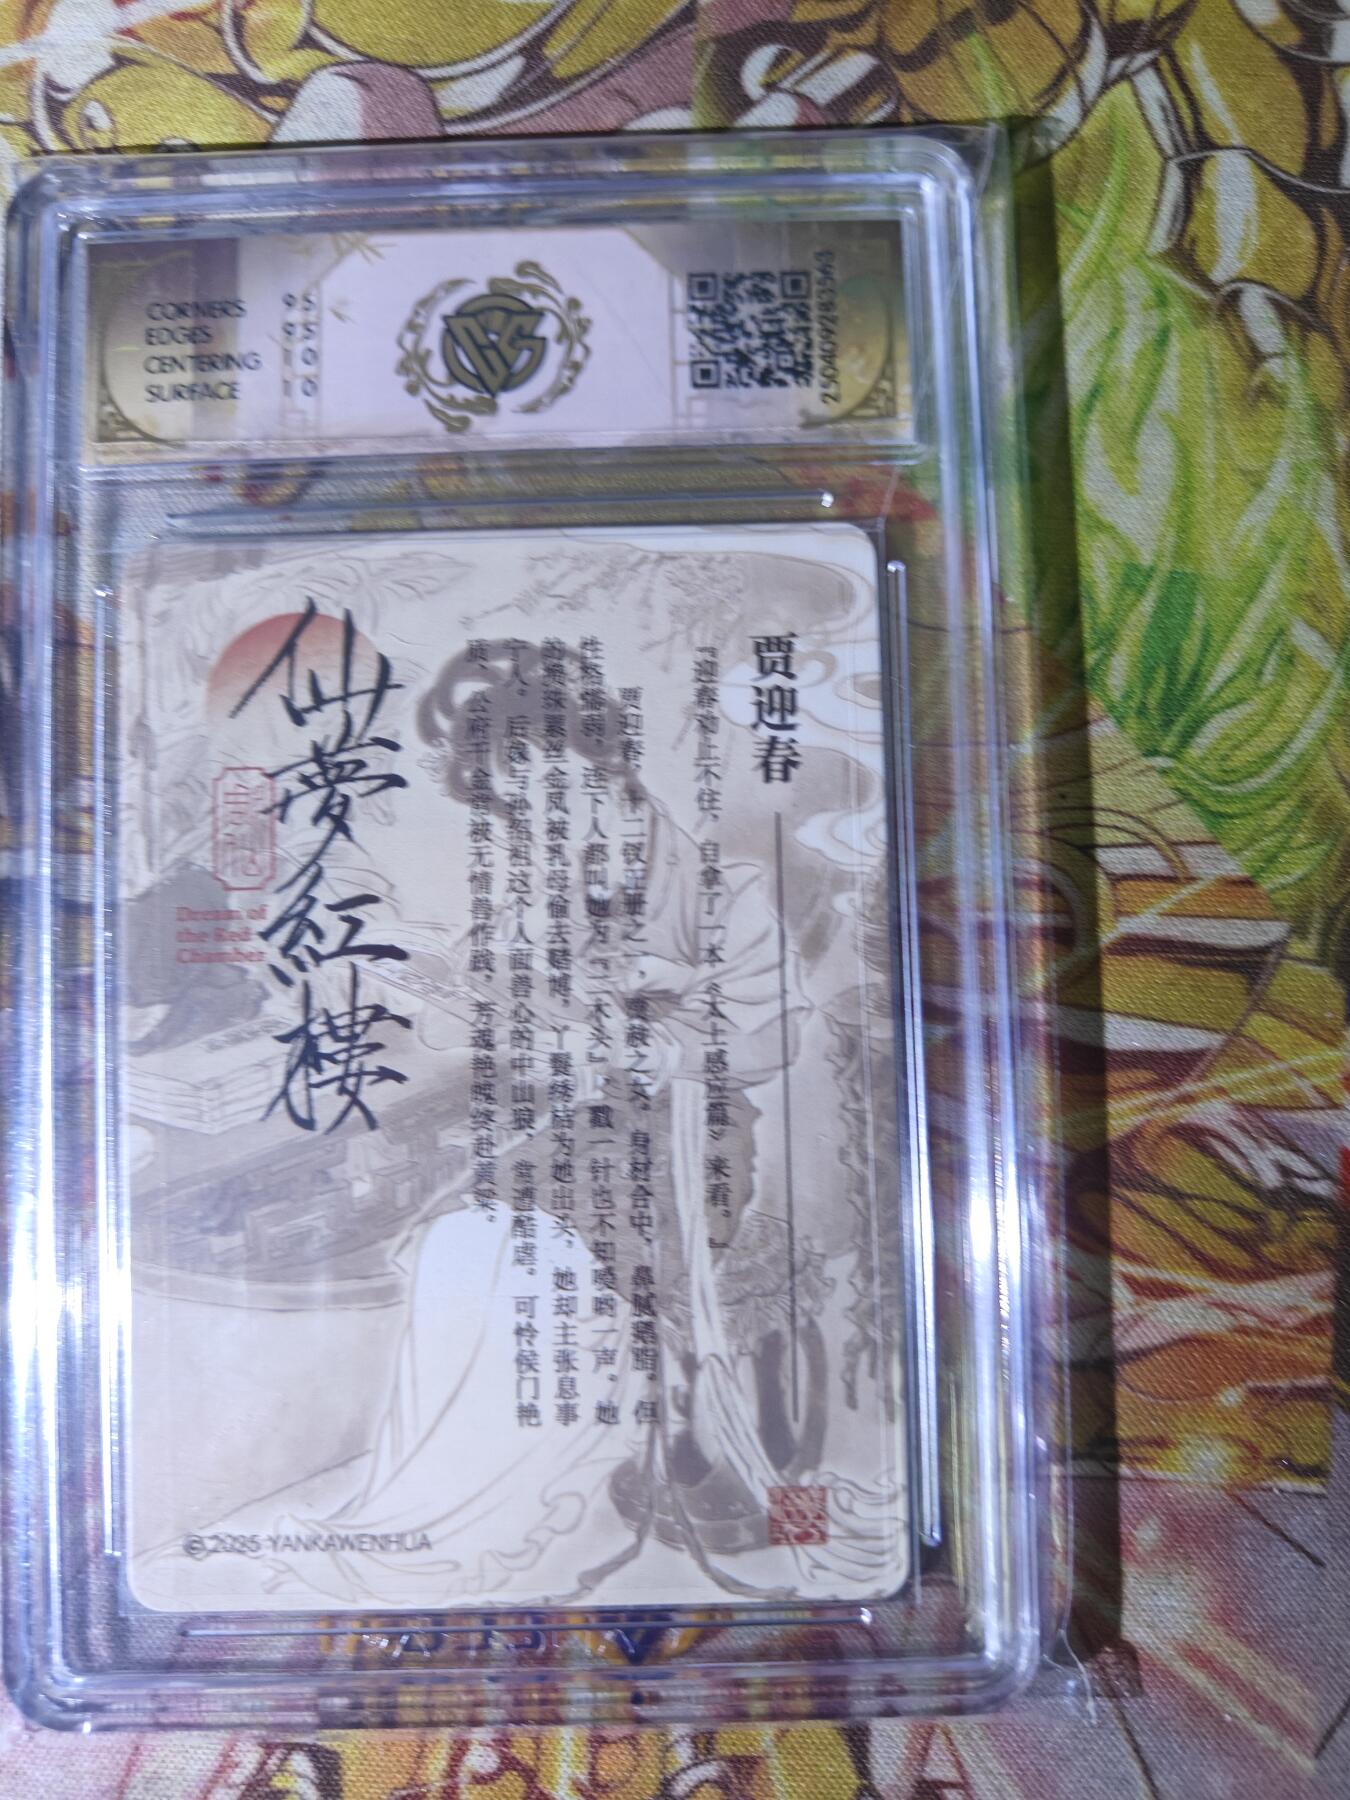 CORNERS 9.5
EDGES 9.5
CENTERING 10
SURFACE 10
贾迎春
『迎春劝止不住，自拿了一本《太上感应篇》来看。』
贾迎春，十二钗正册之一，贾赦之女。身材合中，鼻腻鹅脂。但
性格懦弱，连下人都叫她为『二木头』，戳一针也不知嗳哟一声。她
的攒珠累丝金凤被乳母偷去赌博，丫鬟绣桔为她出头，她却主张息事
宁人。后嫁与孙绍祖这个人面善心的中山狼，常遭酷虐。可怜侯门艳
质、公府千金竟被无情兽作践，芳魂艳魄终赴黄粱。
仙夢紅樓
Dream of
the Red
Chamber
©2025 YANKAWENHUA